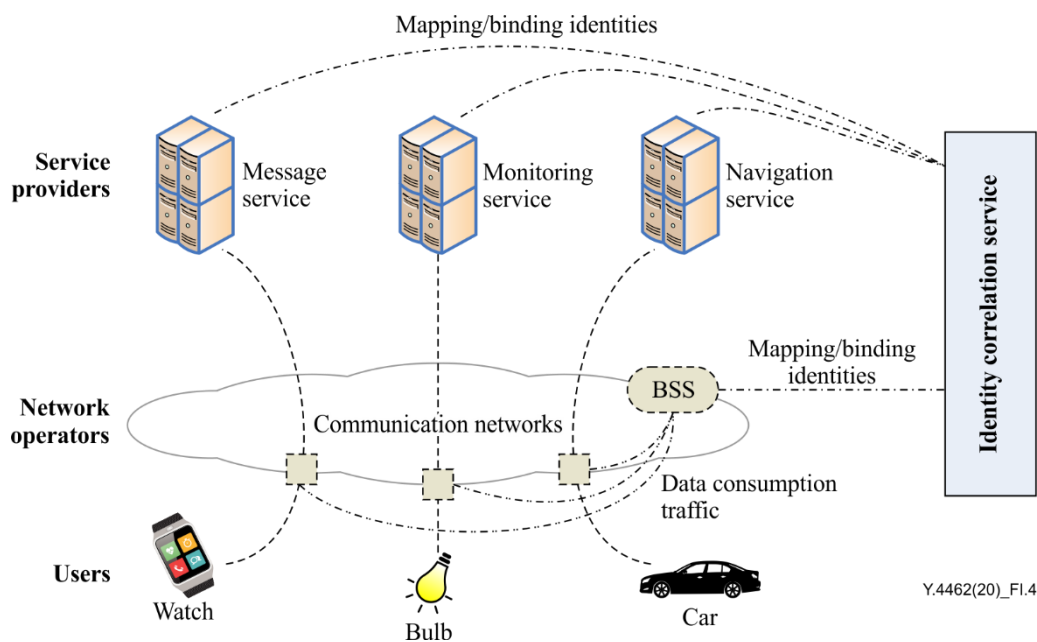 Mapping/binding identities
Service
providers
Message
service
Monitoring
service
Navigation
service
Identity correlation service
Mapping/binding
identities
BSS
Network
operators
Communication networks
Data consumption
traffic
Users
Watch
Bulb
Car
Y.4462(20)_FI.4